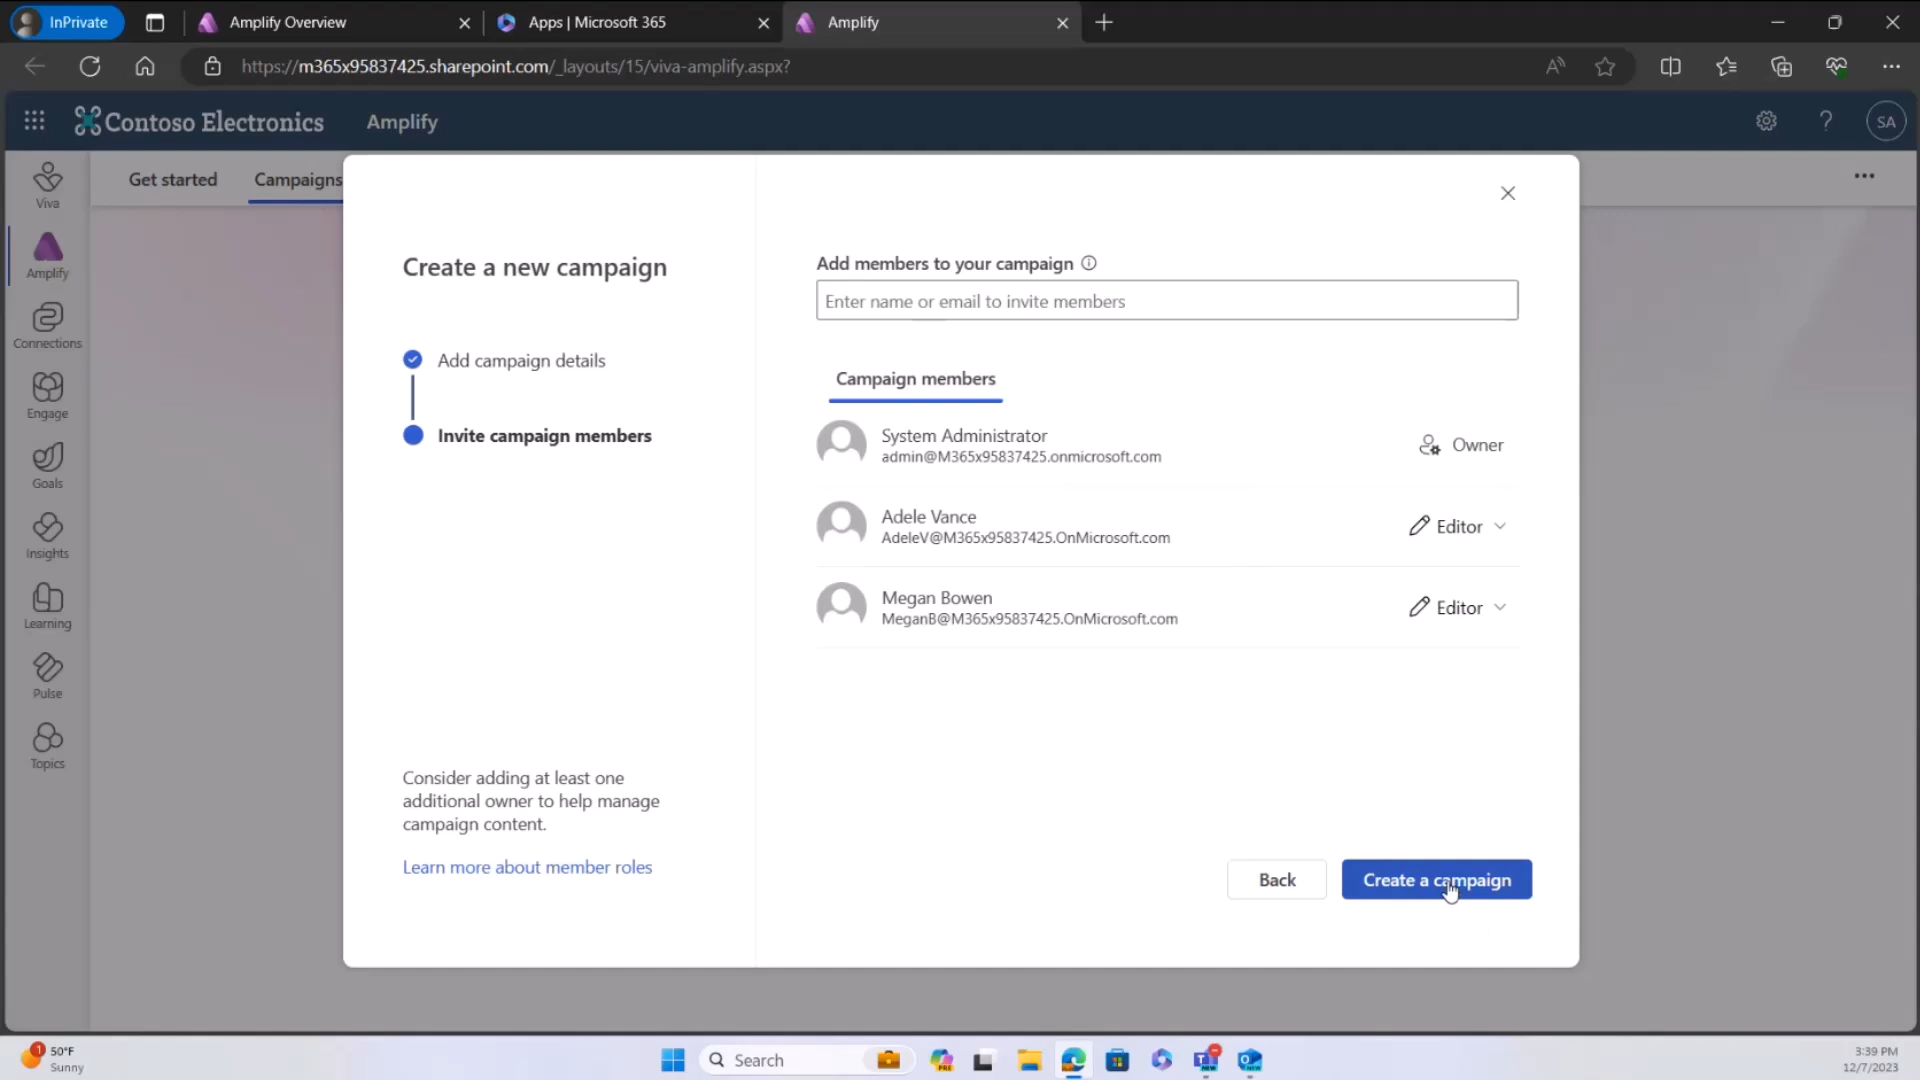 InPrivate
Amplify Overview
Apps | Microsoft 365
Amplify
https://m365x95837425.sharepoint.com/_layouts/15/viva-amplify.aspx?
Contoso Electronics
Amplify
SA
Viva
Amplify
Connections
Engage
Goals
Insights
Learning
Pulse
Topics
Get started
Campaigns
Create a new campaign
Add campaign details
Invite campaign members
Consider adding at least one
additional owner to help manage
campaign content.
Learn more about member roles
Add members to your campaign
Enter name or email to invite members
Campaign members
System Administrator
admin@M365x95837425.onmicrosoft.com
Owner
Adele Vance
AdeleV@M365x95837425.OnMicrosoft.com
Editor
Megan Bowen
MeganB@M365x95837425.OnMicrosoft.com
Editor
Back
Create a campaign
1
50°F
Sunny
Search
PRE
NEW
NEW
3:39 PM
12/7/2023